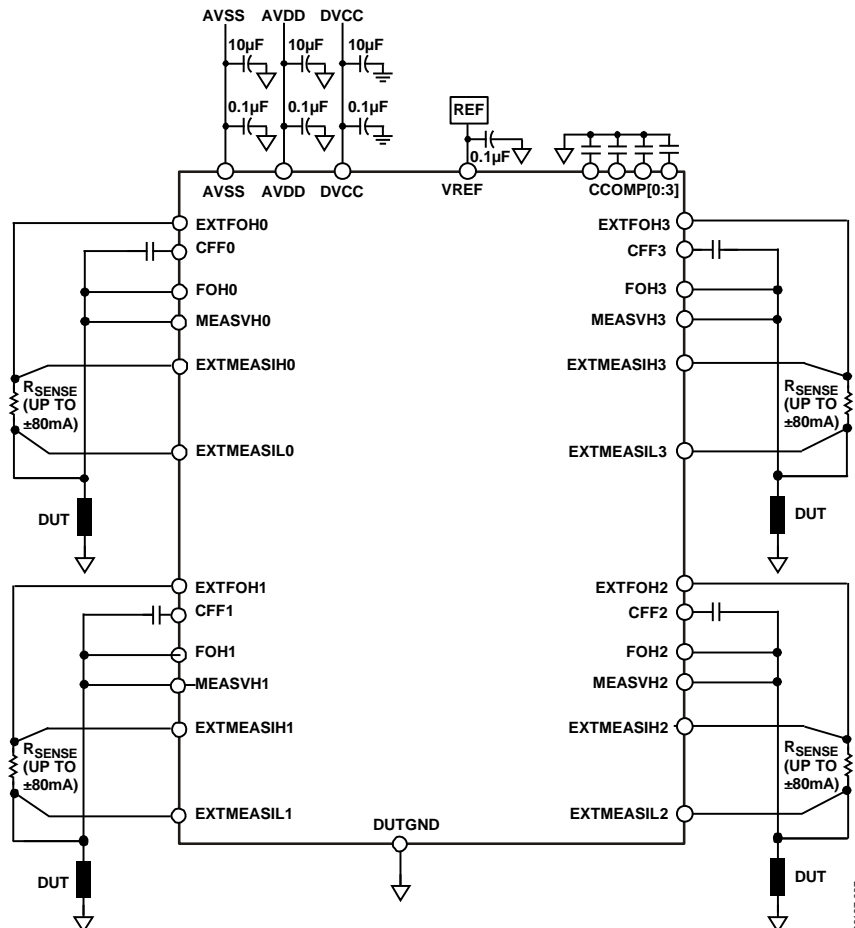 AVSS AVDD DVCC
10µF 10µF 10µF
0.1µF 0.1µF 0.1µF
REF
0.1µF
AVSS AVDD DVCC VREF CCOMP[0:3]
EXTFOH0 EXTFOH3
CFF0 CFF3
FOH0 FOH3
MEASVH0 MEASVH3
EXTMEASIH0 EXTMEASIH3
RSENSE
(UP TO
±80mA)
RSENSE
(UP TO
±80mA)
EXTMEASIL0 EXTMEASIL3
DUT DUT
EXTFOH1 EXTFOH2
CFF1 CFF2
FOH1 FOH2
MEASVH1 MEASVH2
EXTMEASIH1 EXTMEASIH2
RSENSE
(UP TO
±80mA)
RSENSE
(UP TO
±80mA)
EXTMEASIL1 EXTMEASIL2
DUTGND
DUT DUT